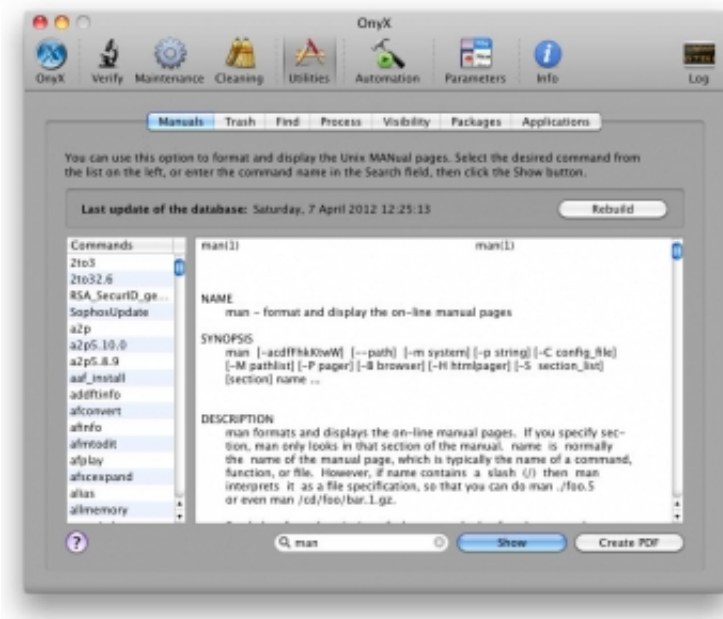 OnyX
OnyX Verify Maintenance Cleaning Utilities Automation Parameters Info Log
Manuals Trash Find Process Visibility Packages Applications
You can use this option to format and display the Unix MANual pages. Select the desired command from
the list on the left, or enter the command name in the Search field, then click the Show button.
Last update of the database: Saturday, 7 April 2012 12:25:13 Rebuild
Commands
2to3
2to32.6
RSA_SecurID_ge...
SophosUpdate
a2p
a2p5.10.0
a2p5.8.9
aaf_install
addftinfo
afconvert
afinfo
afmtodit
afplay
afscexpand
alias
allmemory
man(1) man(1)
NAME
man - format and display the on-line manual pages
SYNOPSIS
man [-acdfFhkKtwW] [--path] [-m system] [-p string] [-C config_file]
[-M pathlist] [-P pager] [-B browser] [-H htmlpager] [-S section_list]
[section] name ...
DESCRIPTION
man formats and displays the on-line manual pages. If you specify sec-
tion, man only looks in that section of the manual. name is normally
the name of the manual page, which is typically the name of a command,
function, or file. However, if name contains a slash (/) then man
interprets it as a file specification, so that you can do man ./foo.5
or even man /cd/foo/bar.1.gz.
? man Show Create PDF